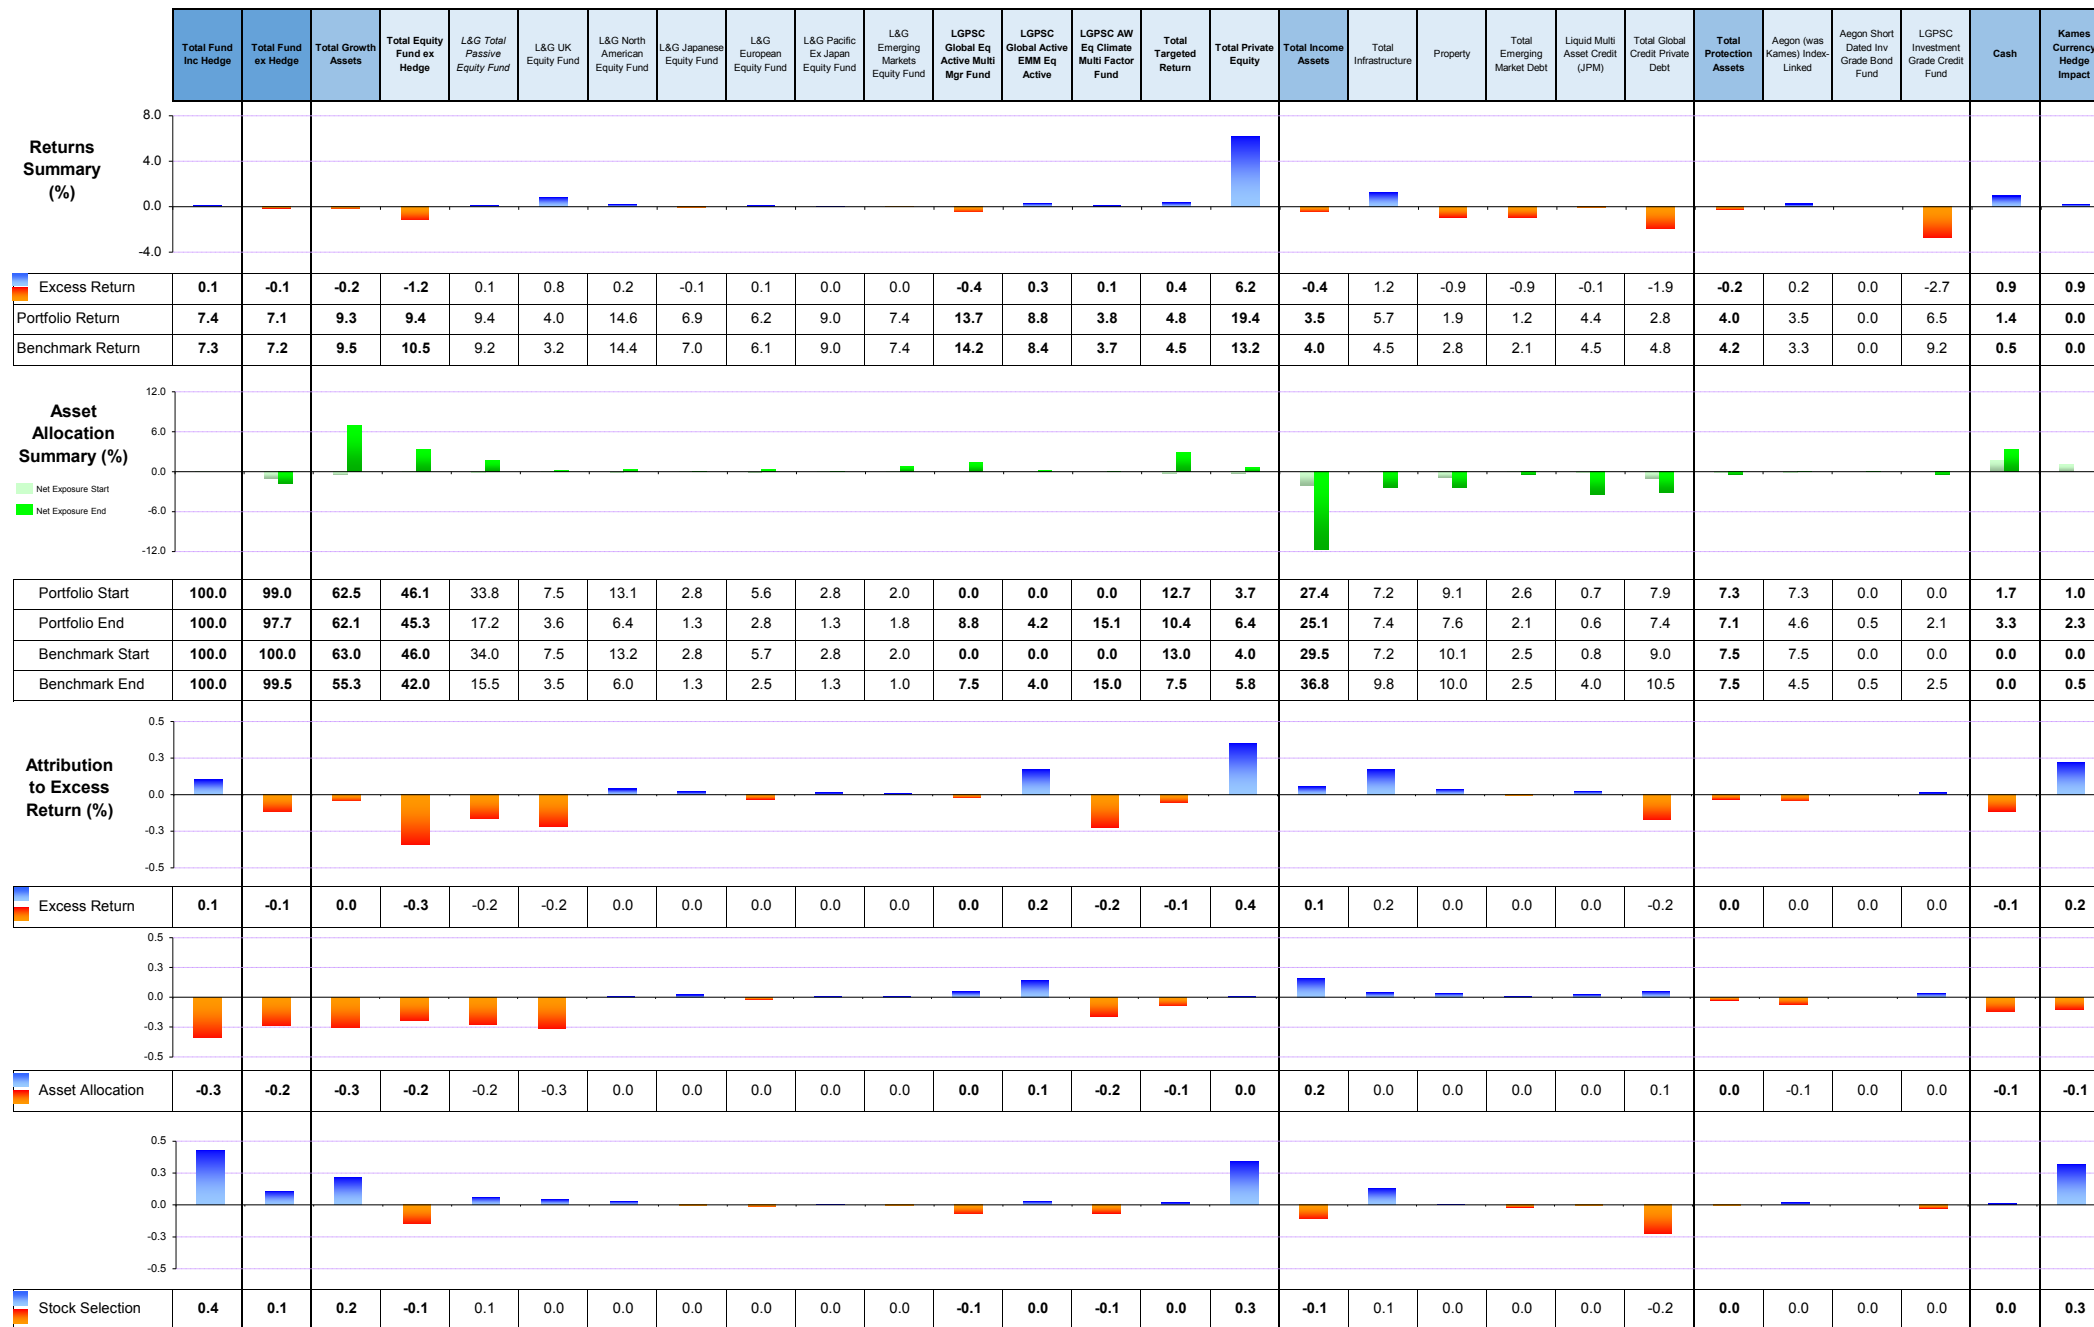 Total Fund Inc Hedge
Total Fund ex Hedge
Total Growth Assets
Total Equity Fund ex Hedge
L&G Total Passive Equity Fund
L&G UK Equity Fund
L&G North American Equity Fund
L&G Japanese Equity Fund
L&G European Equity Fund
L&G Pacific Ex Japan Equity Fund
L&G Emerging Markets Equity Fund
LGPSC Global Eq Active Multi Mgr Fund
LGPSC Global Active EMM Eq Active
LGPSC AW Eq Climate Multi Factor Fund
Total Targeted Return
Total Private Equity
Total Income Assets
Total Infrastructure
Property
Total Emerging Market Debt
Liquid Multi Asset Credit (JPM)
Total Global Credit Private Debt
Total Protection Assets
Aegon (was Kames) Index-Linked
Aegon Short Dated Inv Grade Bond Fund
LGPSC Investment Grade Credit Fund
Cash
Kames Currency Hedge Impact
Returns Summary (%)
8.0
4.0
0.0
-4.0
Excess Return 0.1 -0.1 -0.2 -1.2 0.1 0.8 0.2 -0.1 0.1 0.0 0.0 -0.4 0.3 0.1 0.4 6.2 -0.4 1.2 -0.9 -0.9 -0.1 -1.9 -0.2 0.2 0.0 -2.7 0.9 0.9
Portfolio Return 7.4 7.1 9.3 9.4 9.4 4.0 14.6 6.9 6.2 9.0 7.4 13.7 8.8 3.8 4.8 19.4 3.5 5.7 1.9 1.2 4.4 2.8 4.0 3.5 0.0 6.5 1.4 0.0
Benchmark Return 7.3 7.2 9.5 10.5 9.2 3.2 14.4 7.0 6.1 9.0 7.4 14.2 8.4 3.7 4.5 13.2 4.0 4.5 2.8 2.1 4.5 4.8 4.2 3.3 0.0 9.2 0.5 0.0
Asset Allocation Summary (%)
Net Exposure Start
Net Exposure End
12.0
6.0
0.0
-6.0
-12.0
Portfolio Start 100.0 99.0 62.5 46.1 33.8 7.5 13.1 2.8 5.6 2.8 2.0 0.0 0.0 0.0 12.7 3.7 27.4 7.2 9.1 2.6 0.7 7.9 7.3 7.3 0.0 0.0 1.7 1.0
Portfolio End 100.0 97.7 62.1 45.3 17.2 3.6 6.4 1.3 2.8 1.3 1.8 8.8 4.2 15.1 10.4 6.4 25.1 7.4 7.6 2.1 0.6 7.4 7.1 4.6 0.5 2.1 3.3 2.3
Benchmark Start 100.0 100.0 63.0 46.0 34.0 7.5 13.2 2.8 5.7 2.8 2.0 0.0 0.0 0.0 13.0 4.0 29.5 7.2 10.1 2.5 0.8 9.0 7.5 7.5 0.0 0.0 0.0 0.0
Benchmark End 100.0 99.5 55.3 42.0 15.5 3.5 6.0 1.3 2.5 1.3 1.0 7.5 4.0 15.0 7.5 5.8 36.8 9.8 10.0 2.5 4.0 10.5 7.5 4.5 0.5 2.5 0.0 0.5
Attribution to Excess Return (%)
0.5
0.3
0.0
-0.3
-0.5
Excess Return 0.1 -0.1 0.0 -0.3 -0.2 -0.2 0.0 0.0 0.0 0.0 0.0 0.0 0.2 -0.2 -0.1 0.4 0.1 0.2 0.0 0.0 0.0 -0.2 0.0 0.0 0.0 0.0 -0.1 0.2
0.5
0.3
0.0
-0.3
-0.5
Asset Allocation -0.3 -0.2 -0.3 -0.2 -0.2 -0.3 0.0 0.0 0.0 0.0 0.0 0.0 0.1 -0.2 -0.1 0.0 0.2 0.0 0.0 0.0 0.0 0.1 0.0 -0.1 0.0 0.0 -0.1 -0.1
0.5
0.3
0.0
-0.3
-0.5
Stock Selection 0.4 0.1 0.2 -0.1 0.1 0.0 0.0 0.0 0.0 0.0 0.0 -0.1 0.0 -0.1 0.0 0.3 -0.1 0.1 0.0 0.0 0.0 -0.2 0.0 0.0 0.0 0.0 0.0 0.3